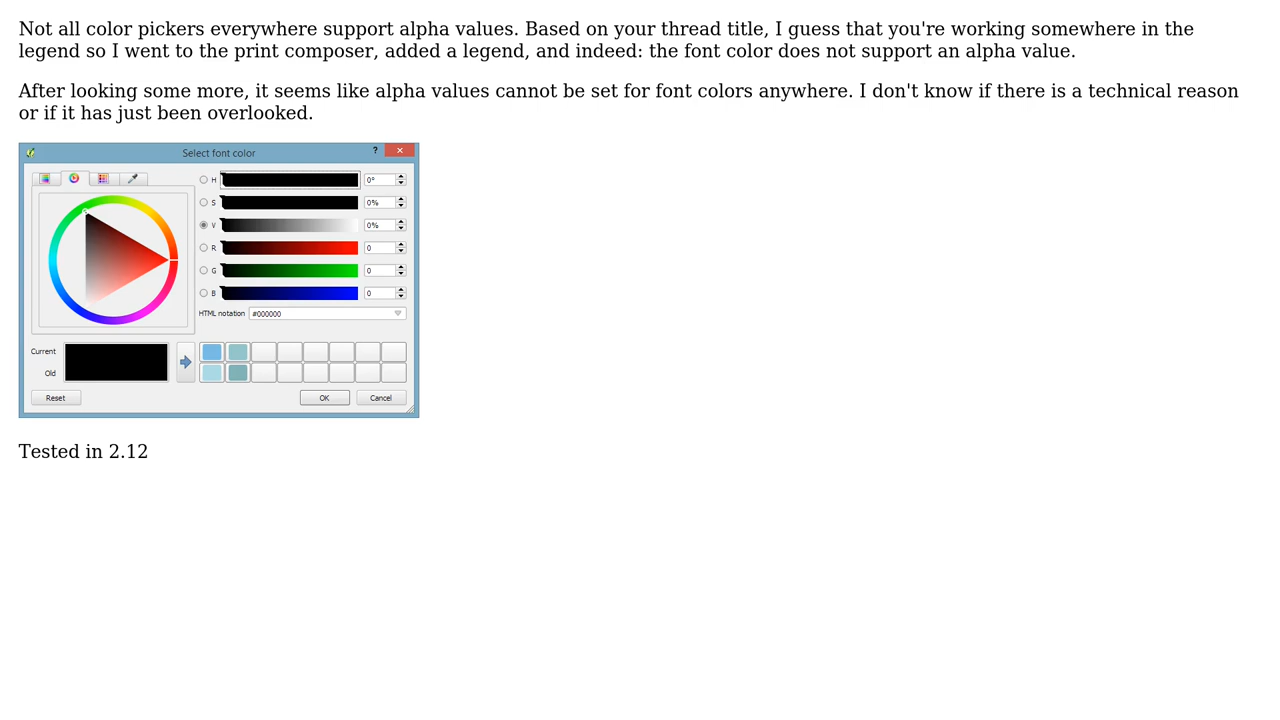 Not all color pickers everywhere support alpha values. Based on your thread title, I guess that you're working somewhere in the
legend so I went to the print composer, added a legend, and indeed: the font color does not support an alpha value.
After looking some more, it seems like alpha values cannot be set for font colors anywhere. I don't know if there is a technical reason
or if it has just been overlooked.
Select font color
? ×
H 0°
S 0%
V 0%
R 0
G 0
B 0
HTML notation #000000
Current
Old
Reset OK Cancel
Tested in 2.12